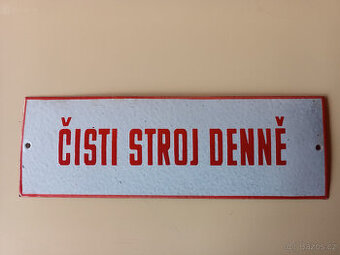 ČISTI STROJ DENNĚ